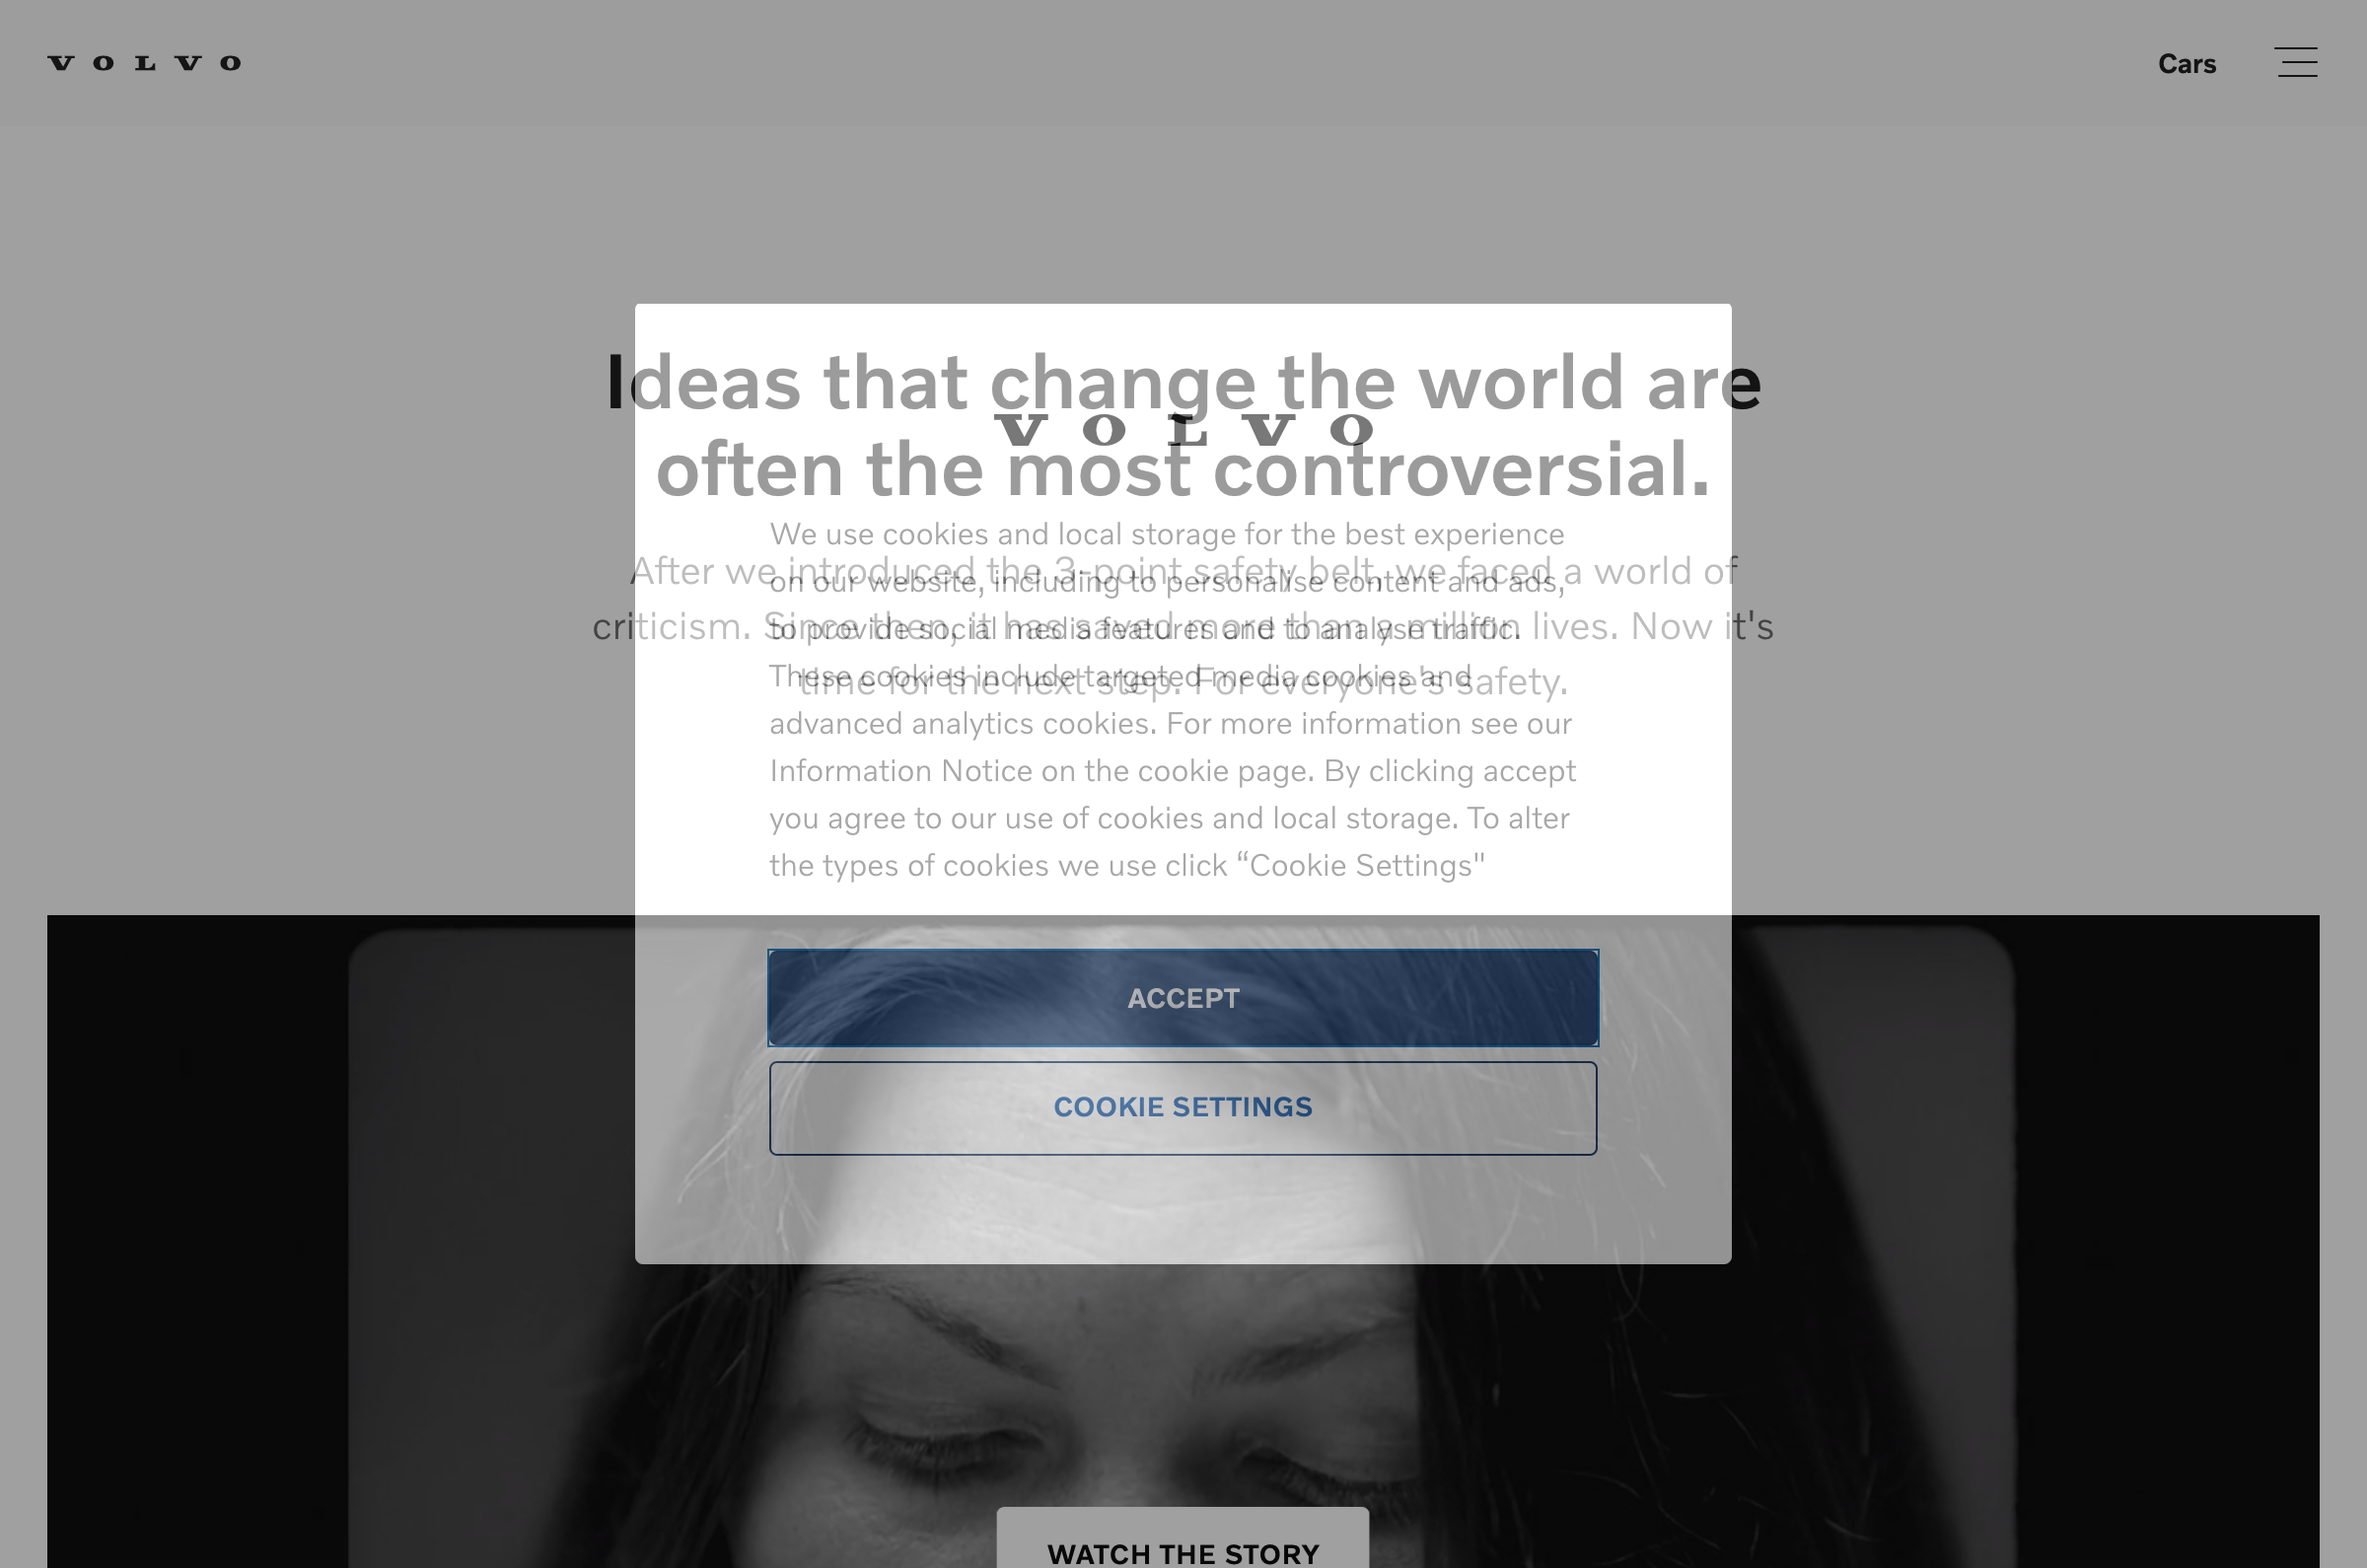 VOLVO
Cars
Ideas that change the world are
often the most controversial.
After we introduced the 3-point safety belt, we faced a world of
criticism. Since then, it has saved more than a million lives. Now it's
time for the next step. For everyone's safety.
VOLVO
We use cookies and local storage for the best experience
on our website, including to personalise content and ads,
to provide social media features and to analyse traffic.
These cookies include targeted media cookies and
advanced analytics cookies. For more information see our
Information Notice on the cookie page. By clicking accept
you agree to our use of cookies and local storage. To alter
the types of cookies we use click “Cookie Settings"
ACCEPT
COOKIE SETTINGS
WATCH THE STORY